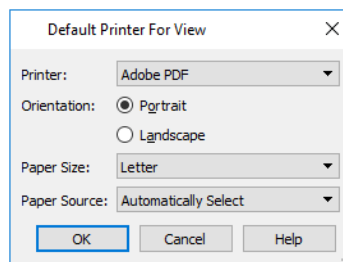 Default Printer For View
Printer: Adobe PDF
Orientation: Portrait
Landscape
Paper Size: Letter
Paper Source: Automatically Select
OK Cancel Help